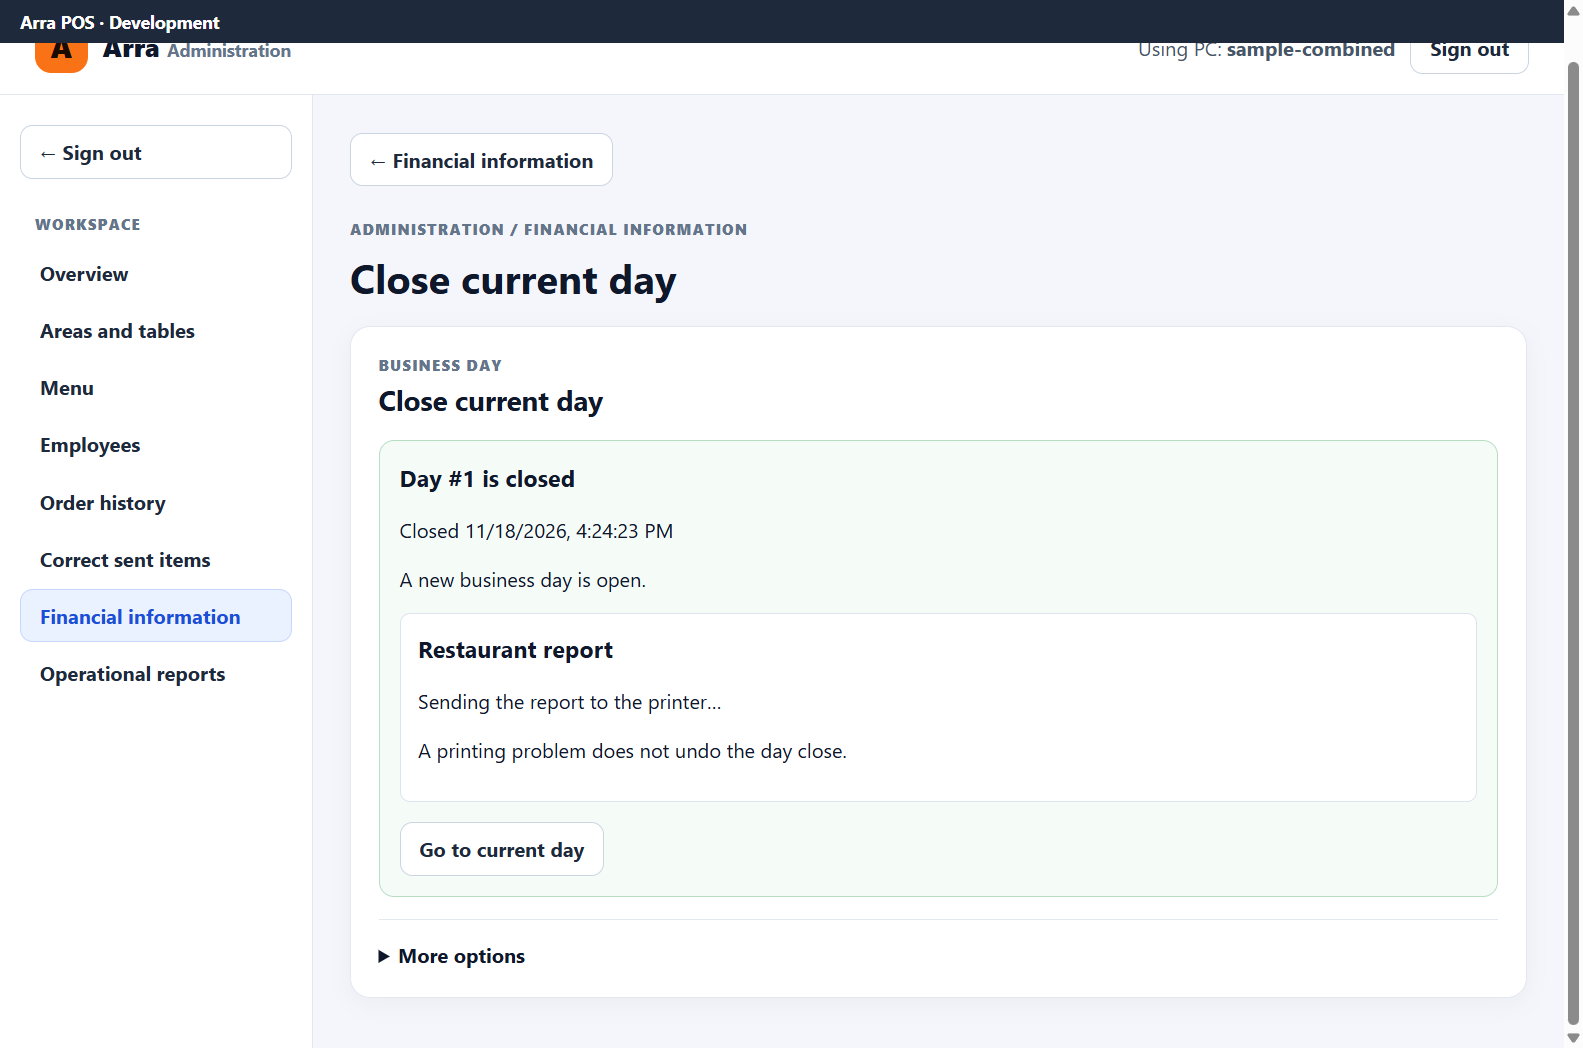 Arra POS · Development
A Arra Administration
Using PC: sample-combined
Sign out
← Sign out
WORKSPACE
Overview
Areas and tables
Menu
Employees
Order history
Correct sent items
Financial information
Operational reports
← Financial information
ADMINISTRATION / FINANCIAL INFORMATION
Close current day
BUSINESS DAY
Close current day
Day #1 is closed
Closed 11/18/2026, 4:24:23 PM
A new business day is open.
Restaurant report
Sending the report to the printer…
A printing problem does not undo the day close.
Go to current day
▶ More options